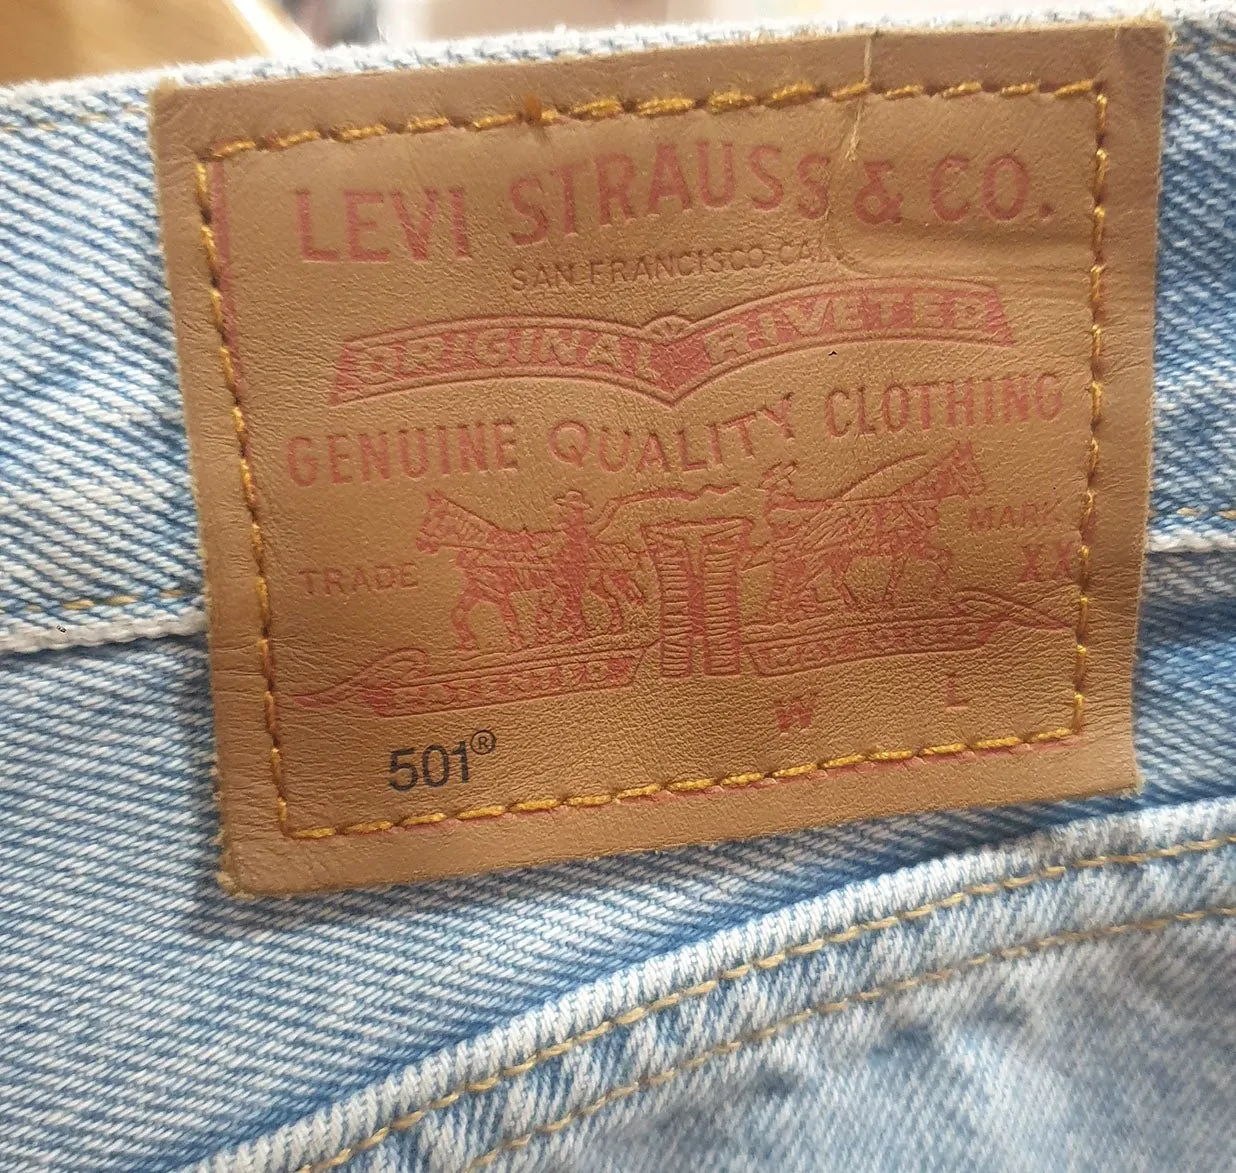 LEVI STRAUSS & CO.
SAN FRANCISCO, CAL.
ORIGINAL RIVETED
GENUINE QUALITY CLOTHING
TRADE MARK
XX
W L
501®